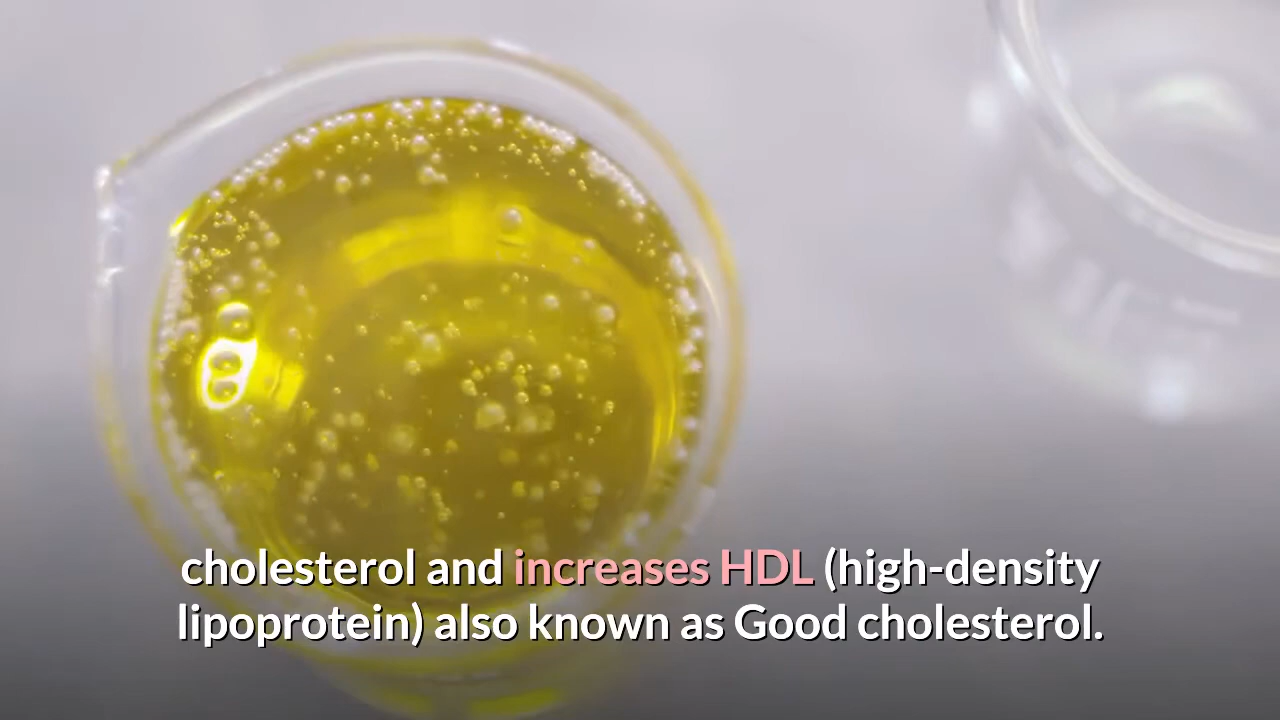 cholesterol and increases HDL (high-density
lipoprotein) also known as Good cholesterol.